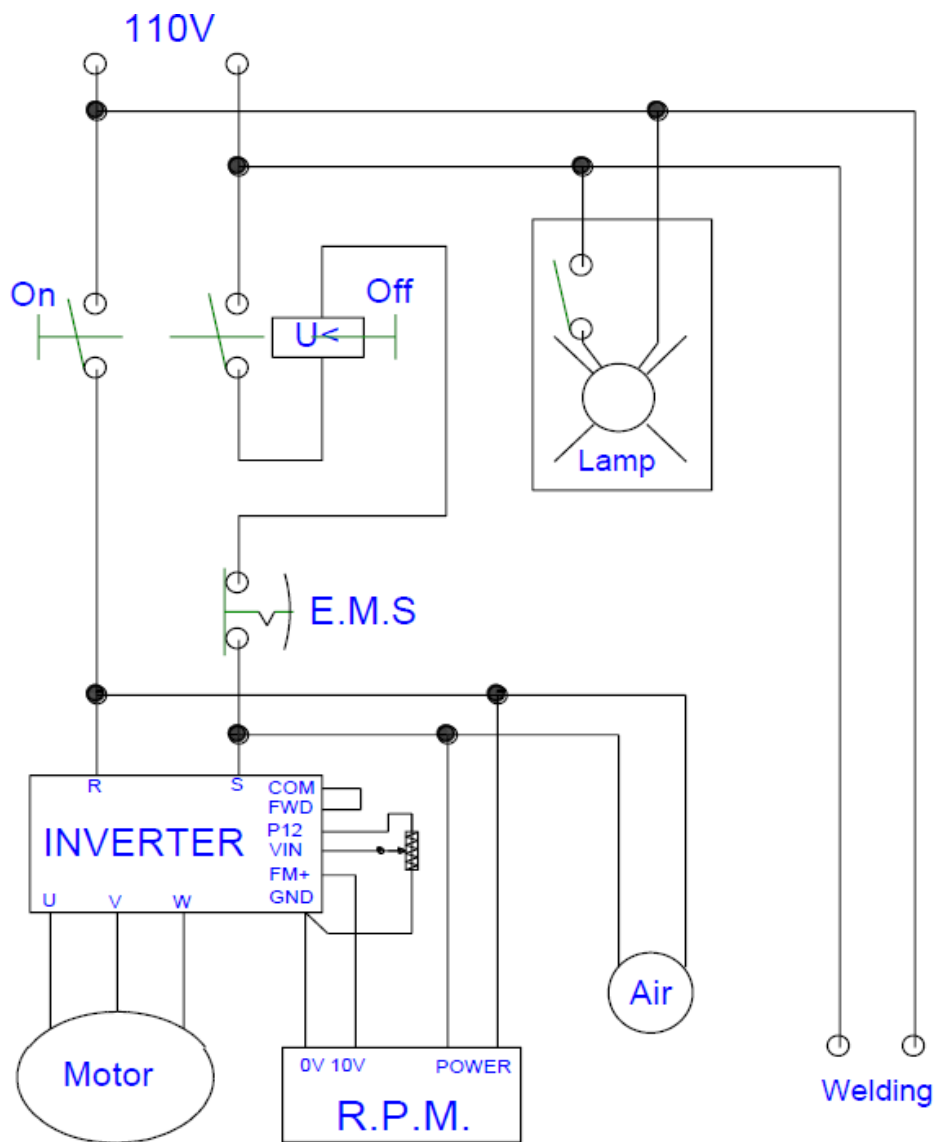 110V
On
U<
Off
Lamp
E.M.S
R
S
COM
FWD
INVERTER
P12
VIN
FM+
GND
U
V
W
Air
Motor
0V 10V
POWER
R.P.M.
Welding